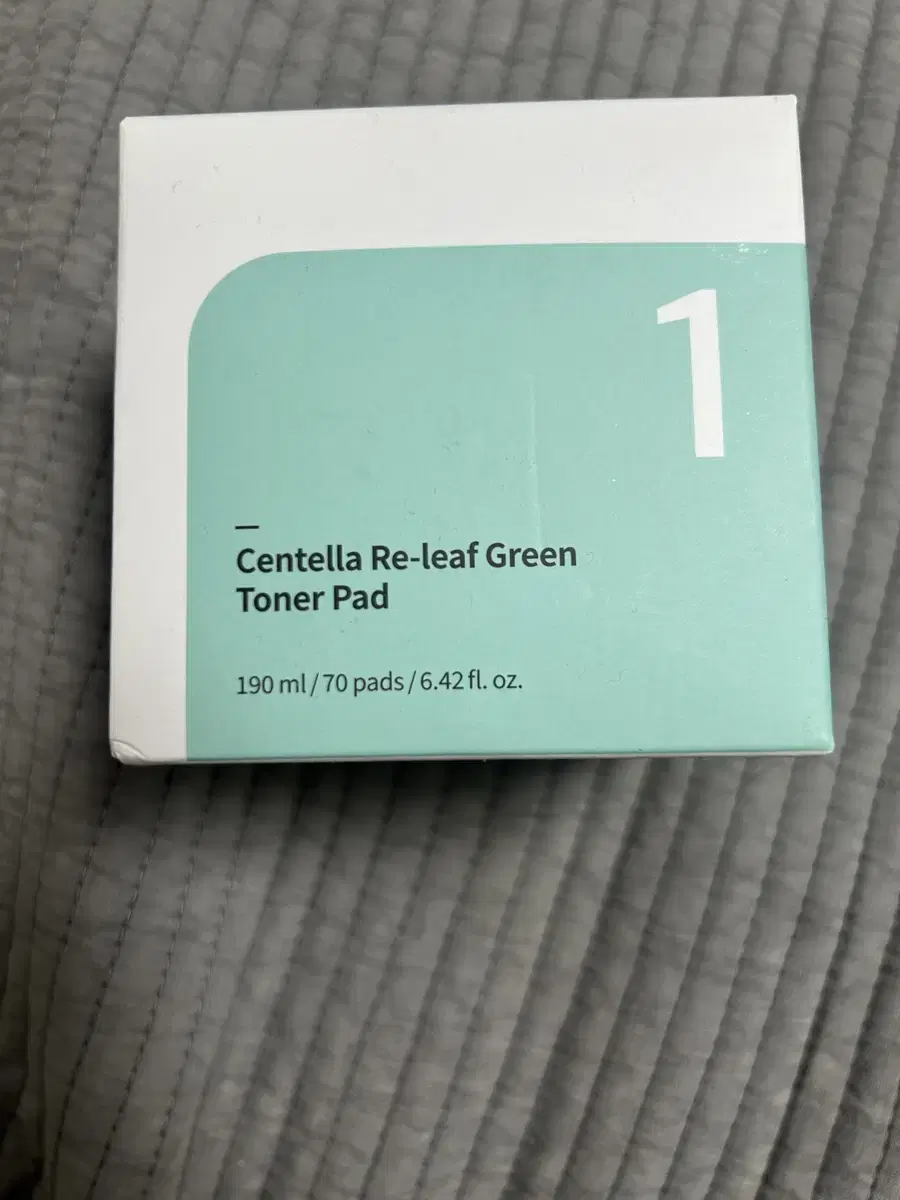 1
Centella Re-leaf Green
Toner Pad
190 ml / 70 pads / 6.42 fl. oz.